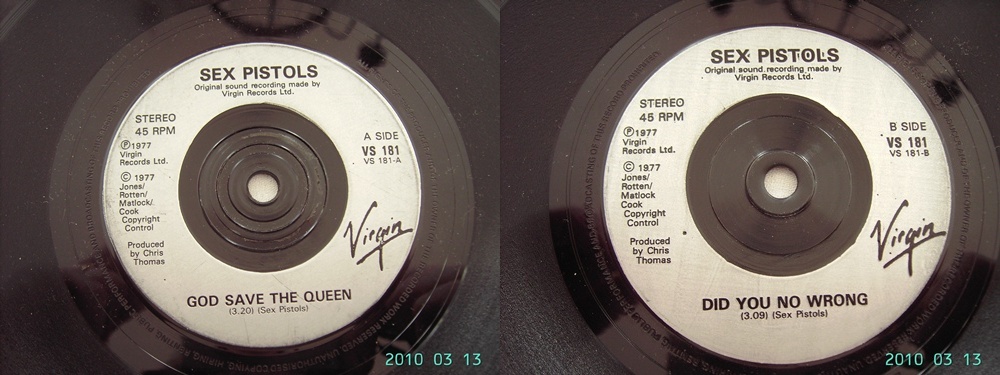 SEX PISTOLS
Original sound recording made by
Virgin Records Ltd.
STEREO
45 RPM
Ⓟ1977
Virgin
Records Ltd.
© 1977
Jones/
Rotten/
Matlock/
Cook
Copyright
Control
Produced
by Chris
Thomas
A SIDE
VS 181
VS 181-A
Virgin
GOD SAVE THE QUEEN
(3.20) (Sex Pistols)
2010 03 13
SEX PISTOLS
Original sound recording made by
Virgin Records Ltd.
STEREO
45 RPM
Ⓟ1977
Virgin
Records Ltd.
© 1977
Jones/
Rotten/
Matlock/
Cook
Copyright
Control
Produced
by Chris
Thomas
B SIDE
VS 181
VS 181-B
Virgin
DID YOU NO WRONG
(3.09) (Sex Pistols)
2010 03 13